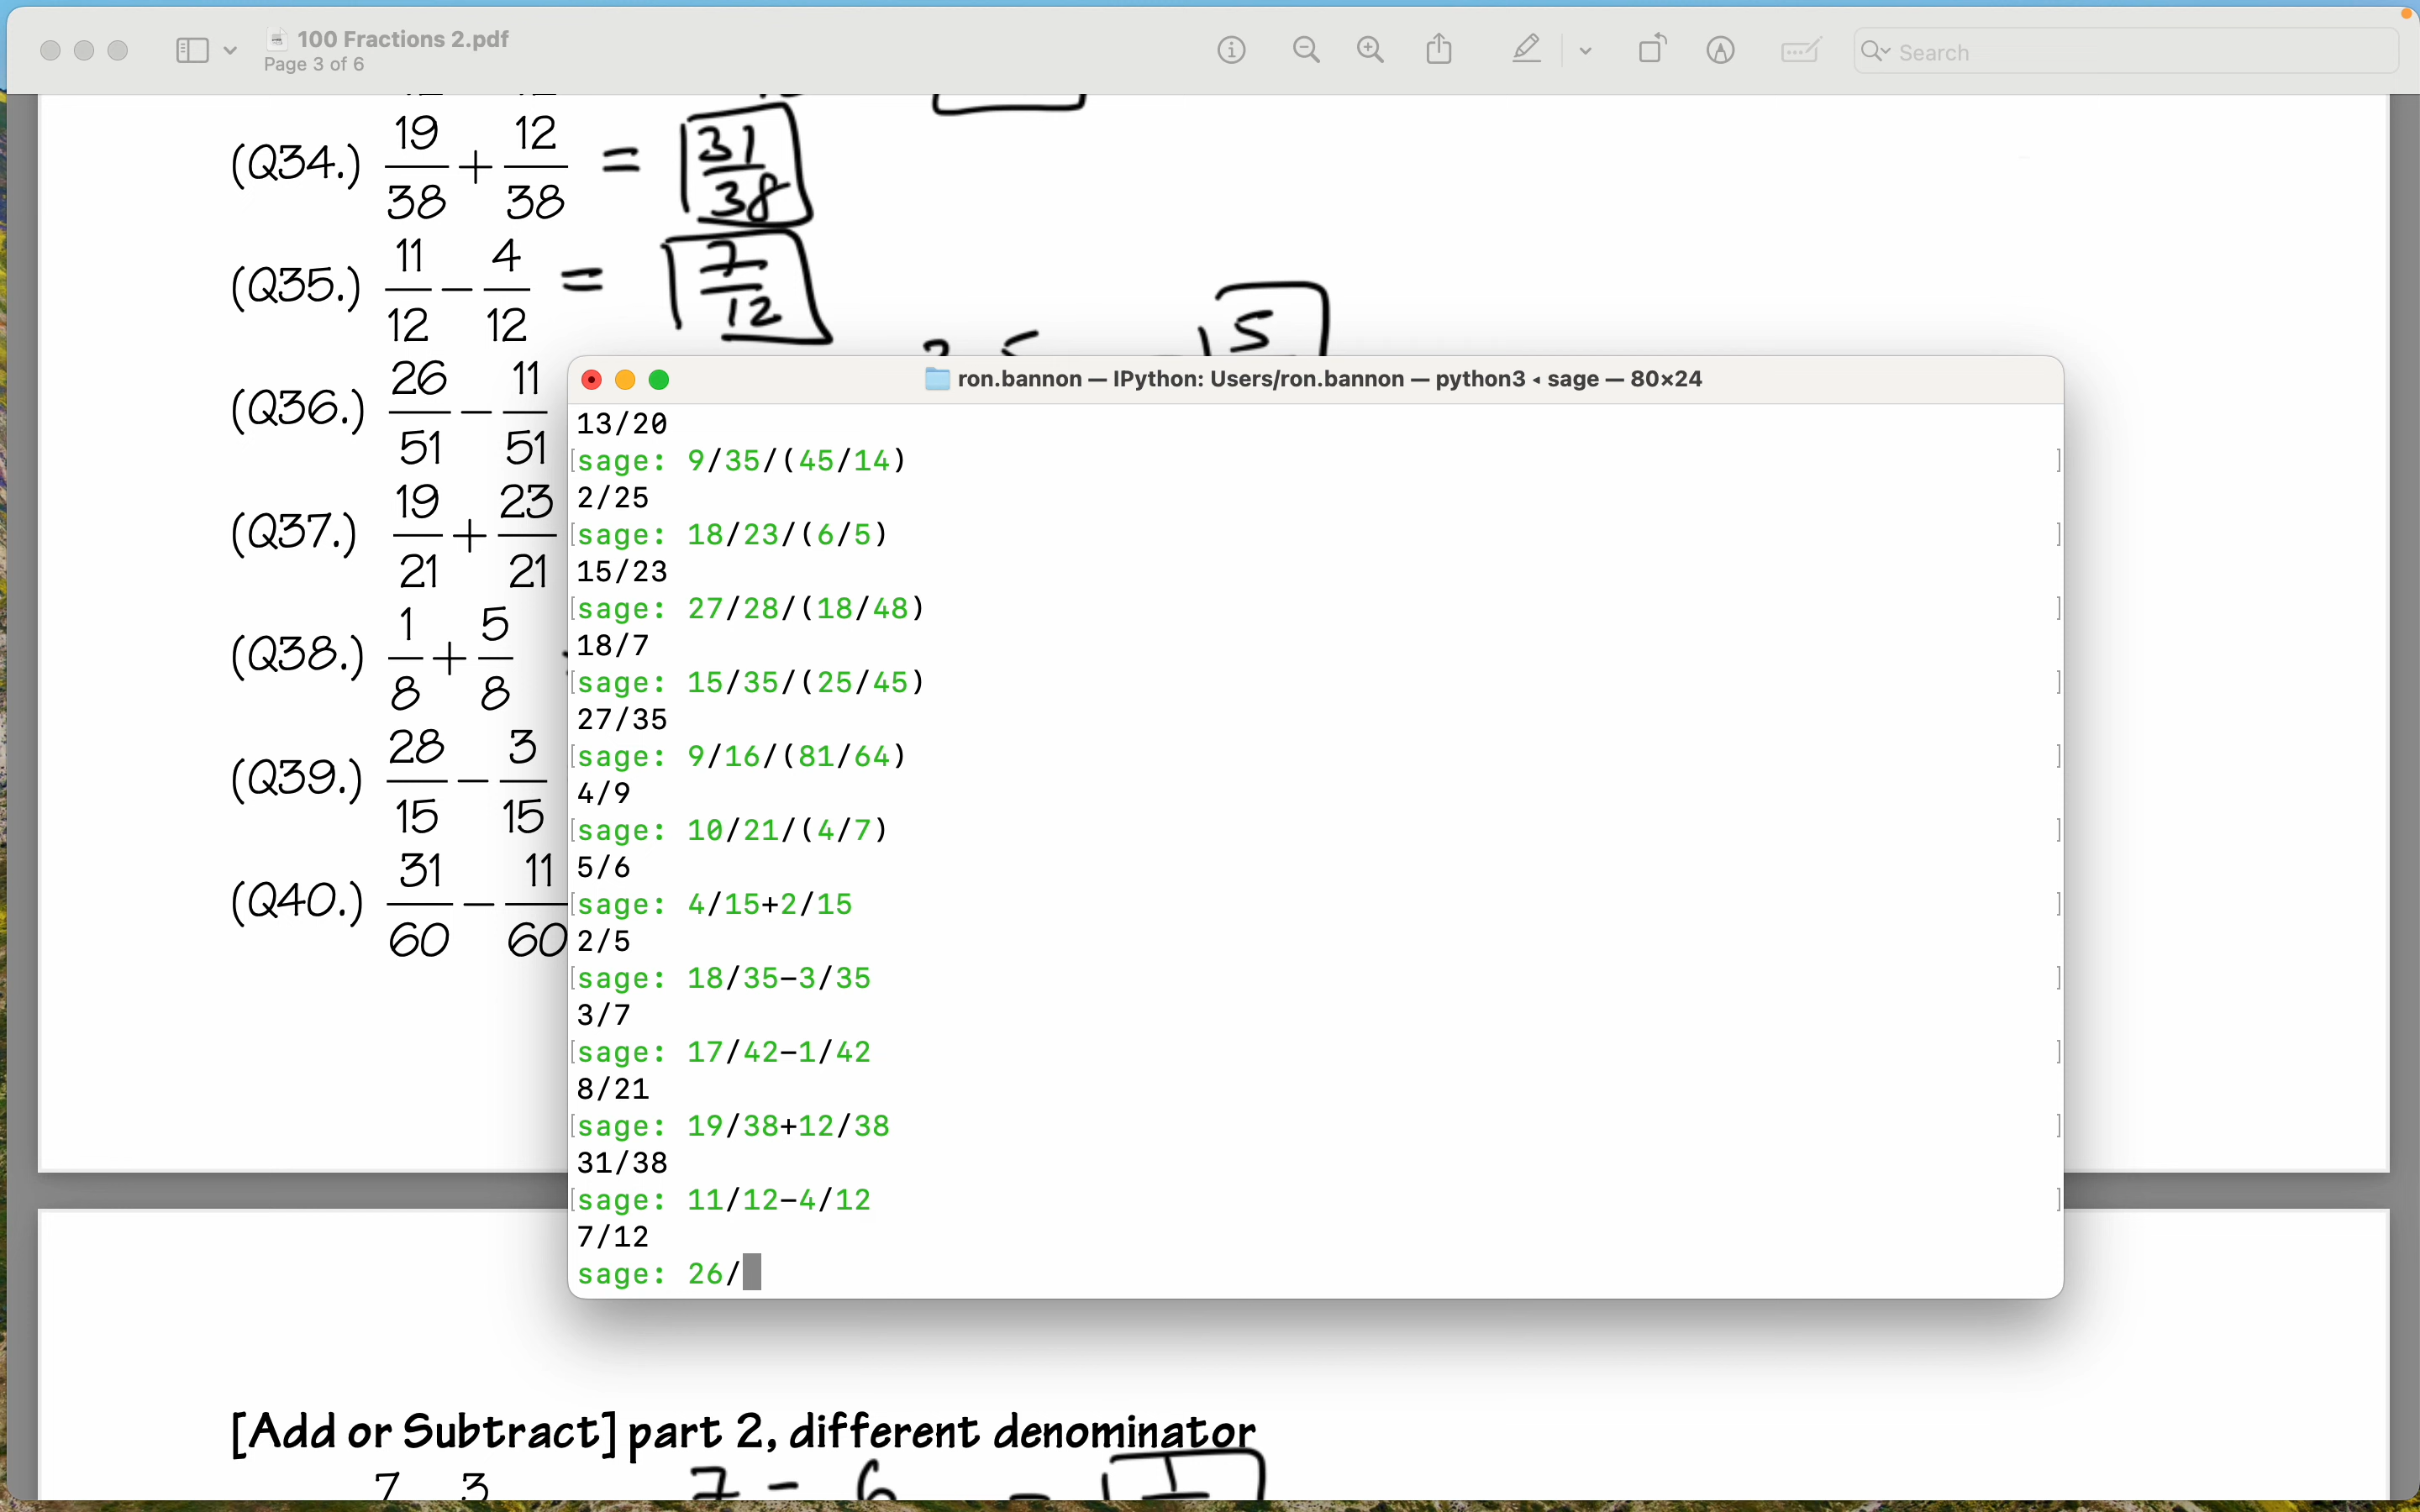 100 Fractions 2.pdf
Page 3 of 6
Search
(Q34.) 19/38 + 12/38 = 31/38
(Q35.) 11/12 − 4/12 = 7/12
5
(Q36.) 26/51 − 11/51
(Q37.) 19/21 + 23/21
(Q38.) 1/8 + 5/8
(Q39.) 28/15 − 3/15
(Q40.) 31/60 − 11/60
ron.bannon — IPython: Users/ron.bannon — python3 ◂ sage — 80×24
13/20
[sage: 9/35/(45/14) ]
2/25
[sage: 18/23/(6/5) ]
15/23
[sage: 27/28/(18/48) ]
18/7
[sage: 15/35/(25/45) ]
27/35
[sage: 9/16/(81/64) ]
4/9
[sage: 10/21/(4/7) ]
5/6
[sage: 4/15+2/15 ]
2/5
[sage: 18/35-3/35 ]
3/7
[sage: 17/42-1/42 ]
8/21
[sage: 19/38+12/38 ]
31/38
[sage: 11/12-4/12 ]
7/12
sage: 26/
[Add or Subtract] part 2, different denominator
7 3 7 − 6 = 1